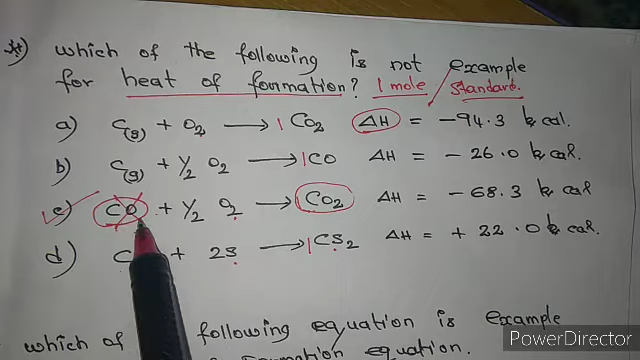 which of the following is not example
for heat of formation? 1 mole standard.
a) C(g) + O2 → 1 CO2 ΔH = -94.3 k cal.
b) C(g) + 1/2 O2 → 1 CO ΔH = - 26.0 k cal.
c) CO + 1/2 O2 → CO2 ΔH = - 68.3 k cal.
d) C + 2S → 1 CS2 ΔH = + 22.0 k cal.
which of following equation is example
formation equation.
PowerDirector